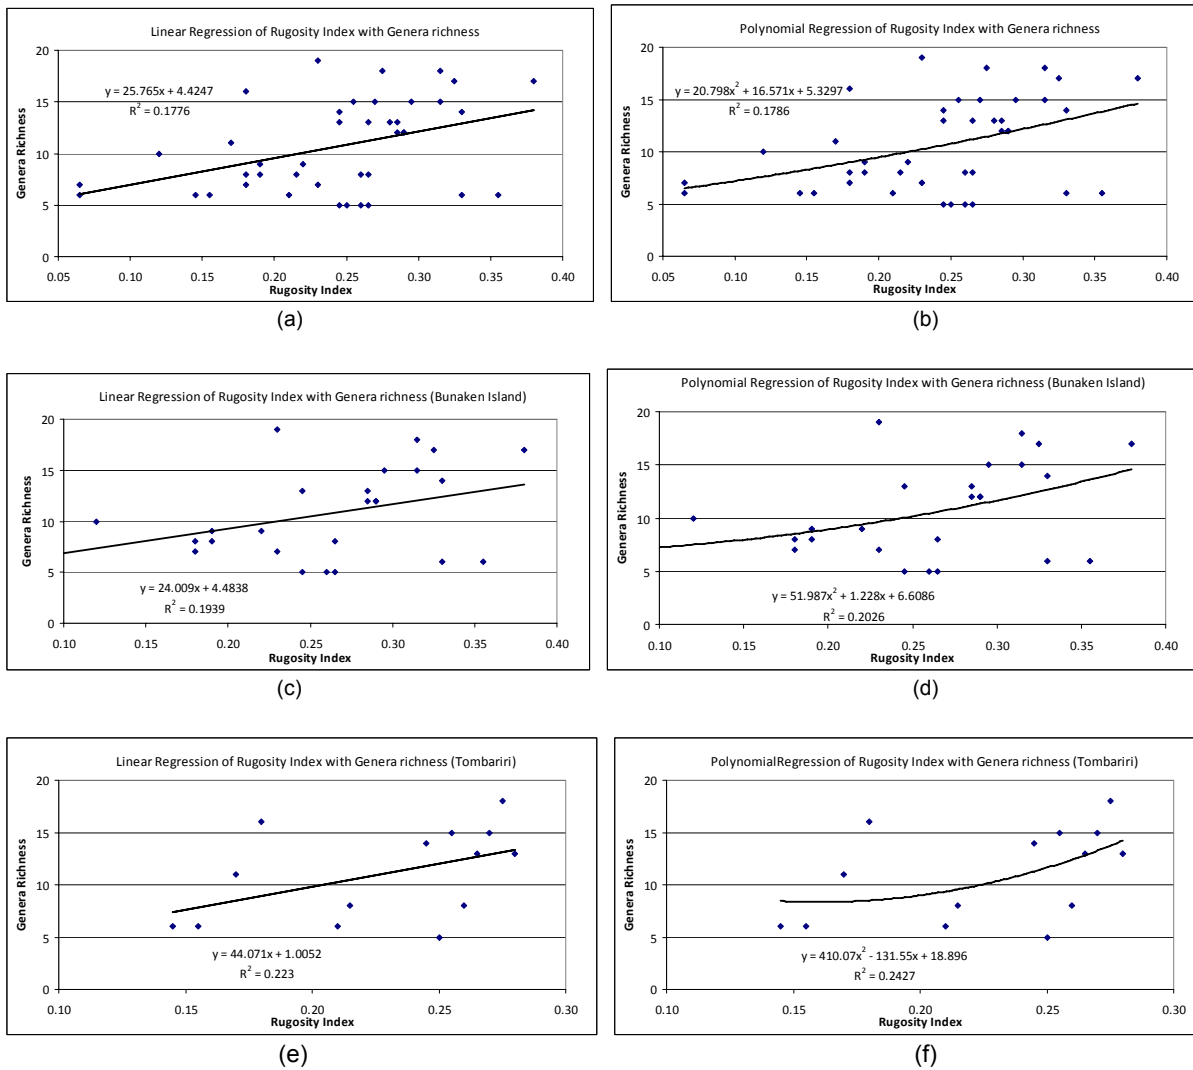 Linear Regression of Rugosity Index with Genera richness
20
15
10
5
0
Genera Richness
y = 25.765x + 4.4247
R² = 0.1776
0.05 0.10 0.15 0.20 0.25 0.30 0.35 0.40
Rugosity Index
(a)
Polynomial Regression of Rugosity Index with Genera richness
20
15
10
5
0
Genera Richness
y = 20.798x² + 16.571x + 5.3297
R² = 0.1786
0.05 0.10 0.15 0.20 0.25 0.30 0.35 0.40
Rugosity Index
(b)
Linear Regression of Rugosity Index with Genera richness (Bunaken Island)
20
15
10
5
0
Genera Richness
y = 24.009x + 4.4838
R² = 0.1939
0.10 0.15 0.20 0.25 0.30 0.35 0.40
Rugosity Index
(c)
Polynomial Regression of Rugosity Index with Genera richness (Bunaken Island)
20
15
10
5
0
Genera Richness
y = 51.987x² + 1.228x + 6.6086
R² = 0.2026
0.10 0.15 0.20 0.25 0.30 0.35 0.40
Rugosity Index
(d)
Linear Regression of Rugosity Index with Genera richness (Tombariri)
20
15
10
5
0
Genera Richness
y = 44.071x + 1.0052
R² = 0.223
0.10 0.15 0.20 0.25 0.30
Rugosity Index
(e)
PolynomialRegression of Rugosity Index with Genera richness (Tombariri)
20
15
10
5
0
Genera Richness
y = 410.07x² - 131.55x + 18.896
R² = 0.2427
0.10 0.15 0.20 0.25 0.30
Rugosity Index
(f)